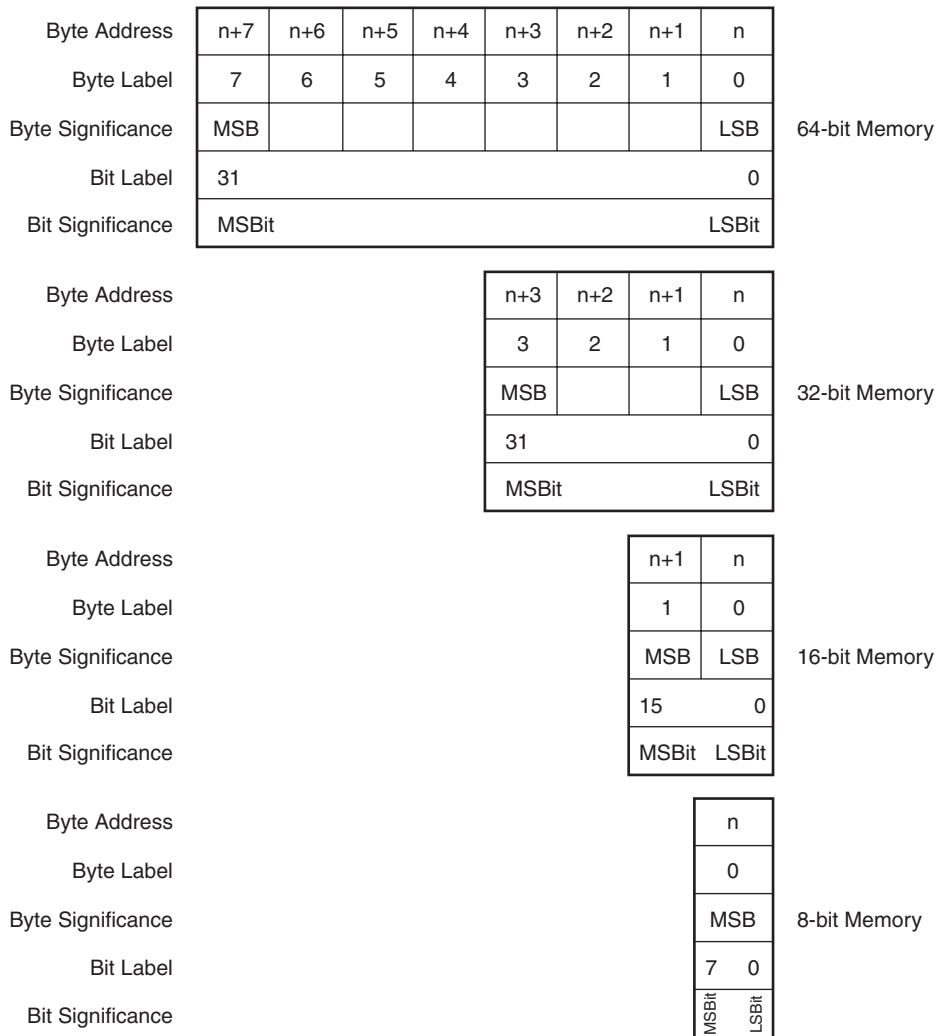 Byte Address n+7 n+6 n+5 n+4 n+3 n+2 n+1 n
Byte Label 7 6 5 4 3 2 1 0
Byte Significance MSB LSB 64-bit Memory
Bit Label 31 0
Bit Significance MSBit LSBit
Byte Address n+3 n+2 n+1 n
Byte Label 3 2 1 0
Byte Significance MSB LSB 32-bit Memory
Bit Label 31 0
Bit Significance MSBit LSBit
Byte Address n+1 n
Byte Label 1 0
Byte Significance MSB LSB 16-bit Memory
Bit Label 15 0
Bit Significance MSBit LSBit
Byte Address n
Byte Label 0
Byte Significance MSB 8-bit Memory
Bit Label 7 0
Bit Significance MSBit LSBit